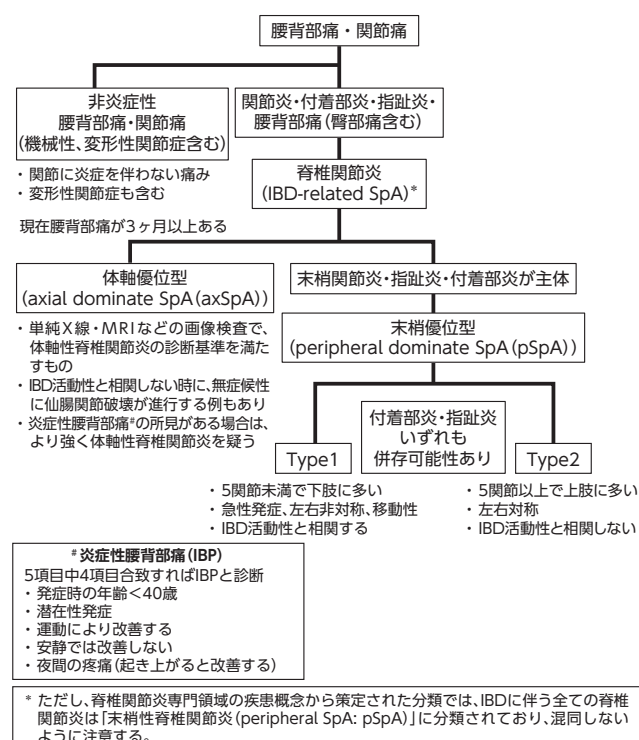 腰背部痛・関節痛
非炎症性
腰背部痛・関節痛
(機械性、変形性関節症含む)
・関節に炎症を伴わない痛み
・変形性関節症も含む
関節炎・付着部炎・指趾炎・
腰背部痛(臀部痛含む)
脊椎関節炎
(IBD-related SpA)*
現在腰背部痛が3ヶ月以上ある
体軸優位型
(axial dominate SpA(axSpA))
・単純X線・MRIなどの画像検査で、
体軸性脊椎関節炎の診断基準を満た
すもの
・IBD活動性と相関しない時に、無症候性
に仙腸関節破壊が進行する例もあり
・炎症性腰背部痛#の所見がある場合は、
より強く体軸性脊椎関節炎を疑う
末梢関節炎・指趾炎・付着部炎が主体
末梢優位型
(peripheral dominate SpA(pSpA))
Type1
付着部炎・指趾炎
いずれも
併存可能性あり
Type2
・5関節未満で下肢に多い
・急性発症、左右非対称、移動性
・IBD活動性と相関する
・5関節以上で上肢に多い
・左右対称
・IBD活動性と相関しない
#炎症性腰背部痛(IBP)
5項目中4項目合致すればIBPと診断
・発症時の年齢<40歳
・潜在性発症
・運動により改善する
・安静では改善しない
・夜間の疼痛(起き上がると改善する)
* ただし、脊椎関節炎専門領域の疾患概念から策定された分類では、IBDに伴う全ての脊椎
関節炎は「末梢性脊椎関節炎(peripheral SpA: pSpA)」に分類されており、混同しない
ように注意する。